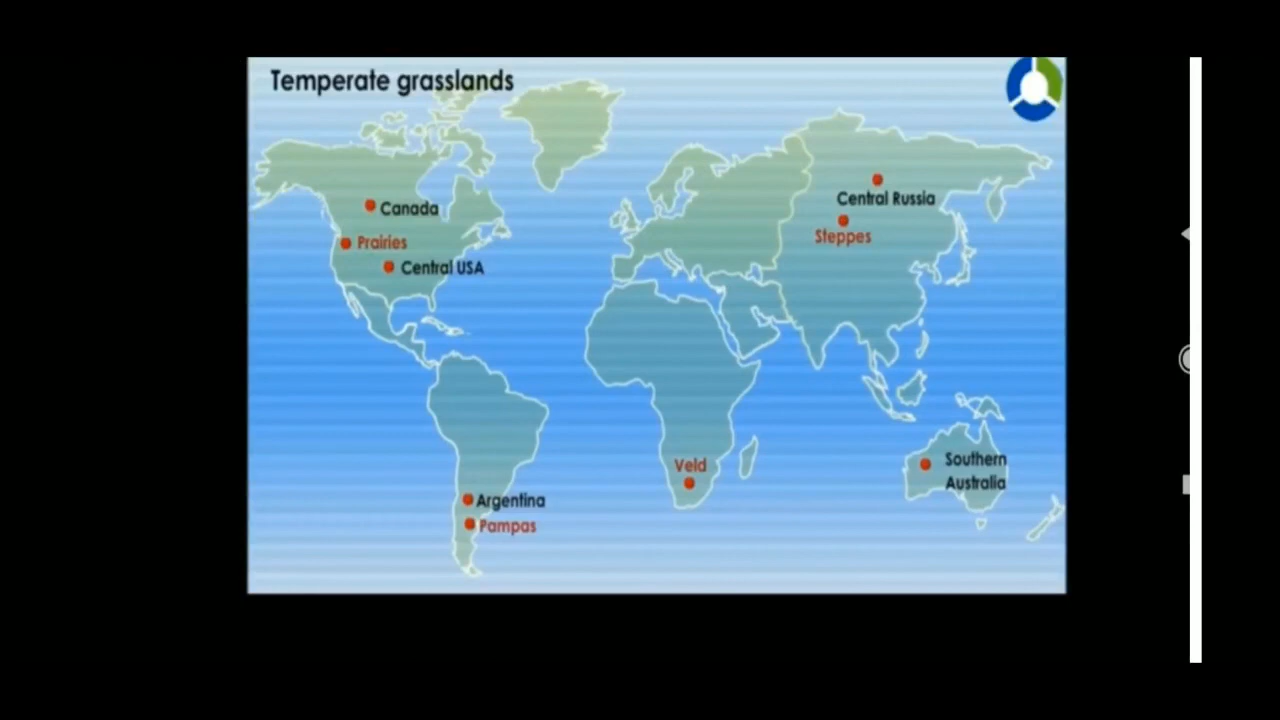 Temperate grasslands
Canada
Prairies
Central USA
Central Russia
Steppes
Veld
Southern
Australia
Argentina
Pampas